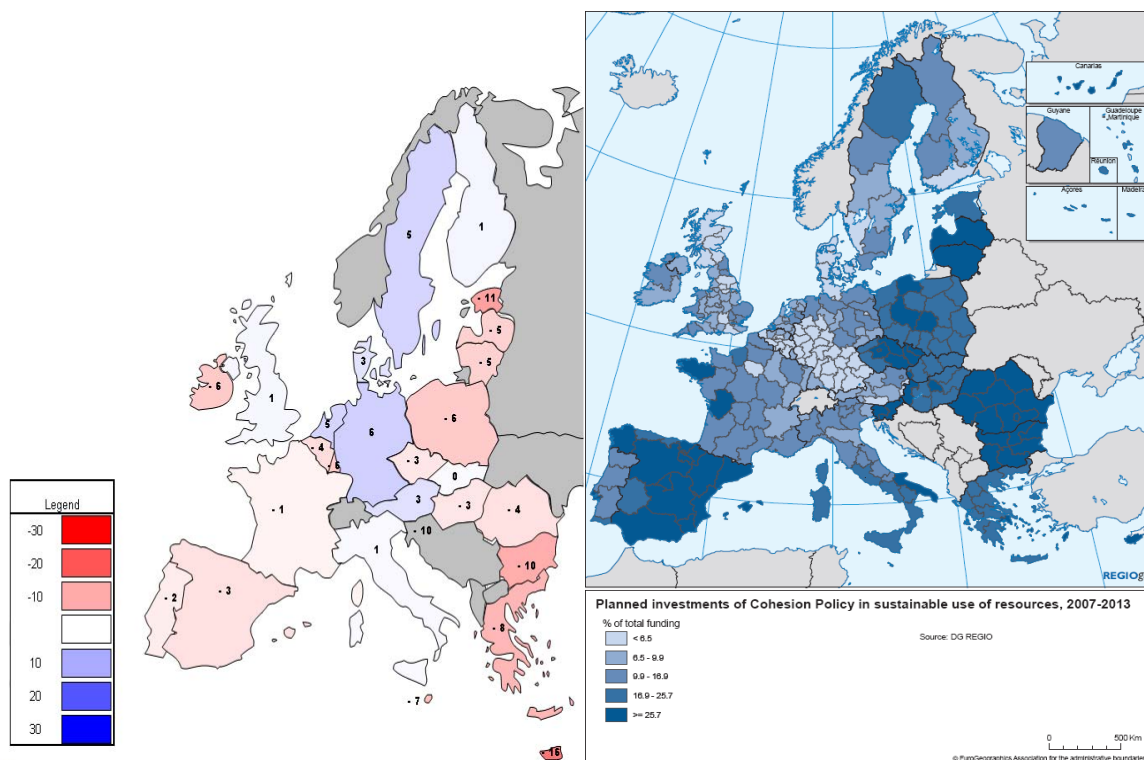 5
1
- 11
- 5
- 5
3
- 6
1
5
- 4
- 6
6
- 6
- 3
0
3
- 3
- 4
- 1
- 10
1
- 10
- 2
- 3
- 8
- 7
- 16
Legend
-30
-20
-10
10
20
30
Canarias
Guyane
Guadeloupe
Martinique
Réunion
Açores
Madeira
REGIOg
Planned investments of Cohesion Policy in sustainable use of resources, 2007-2013
% of total funding
Source: DG REGIO
< 6.5
6.5 - 9.9
9.9 - 16.9
16.9 - 25.7
>= 25.7
0
500 Km
© EuroGeographics Association for the administrative boundaries